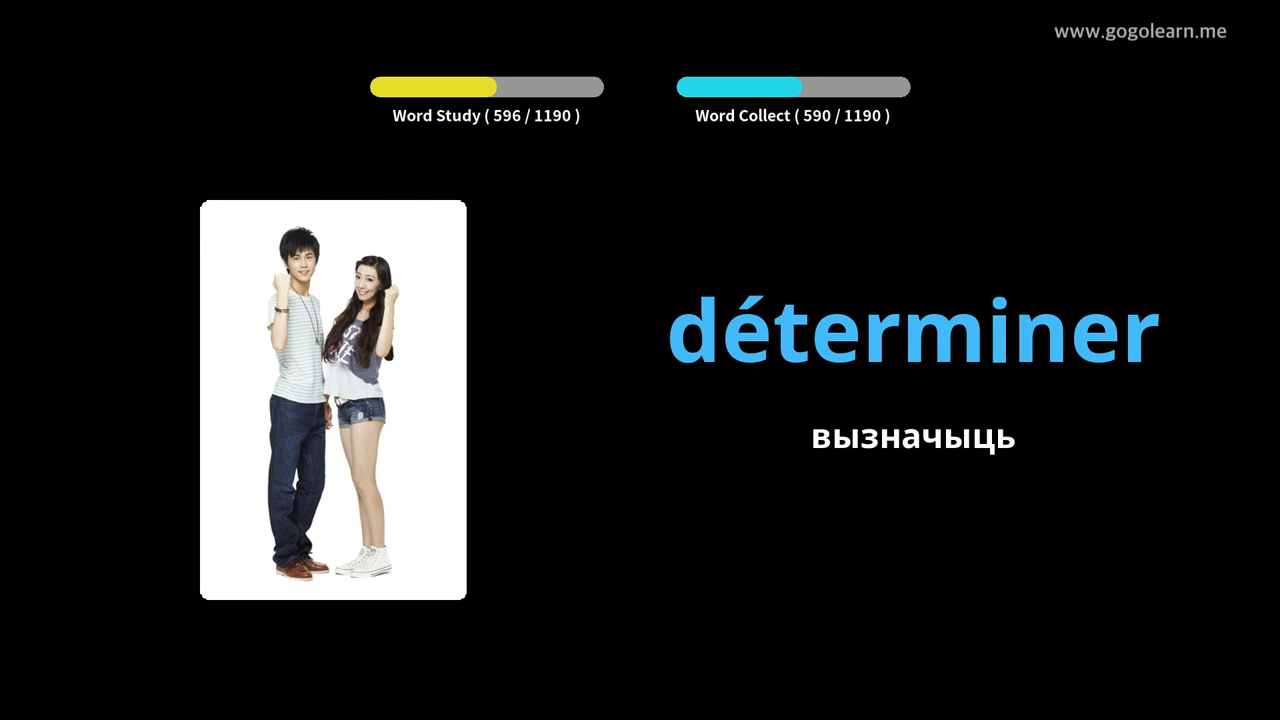 www.gogolearn.me
Word Study ( 596 / 1190 )
Word Collect ( 590 / 1190 )
déterminer
вызначыць